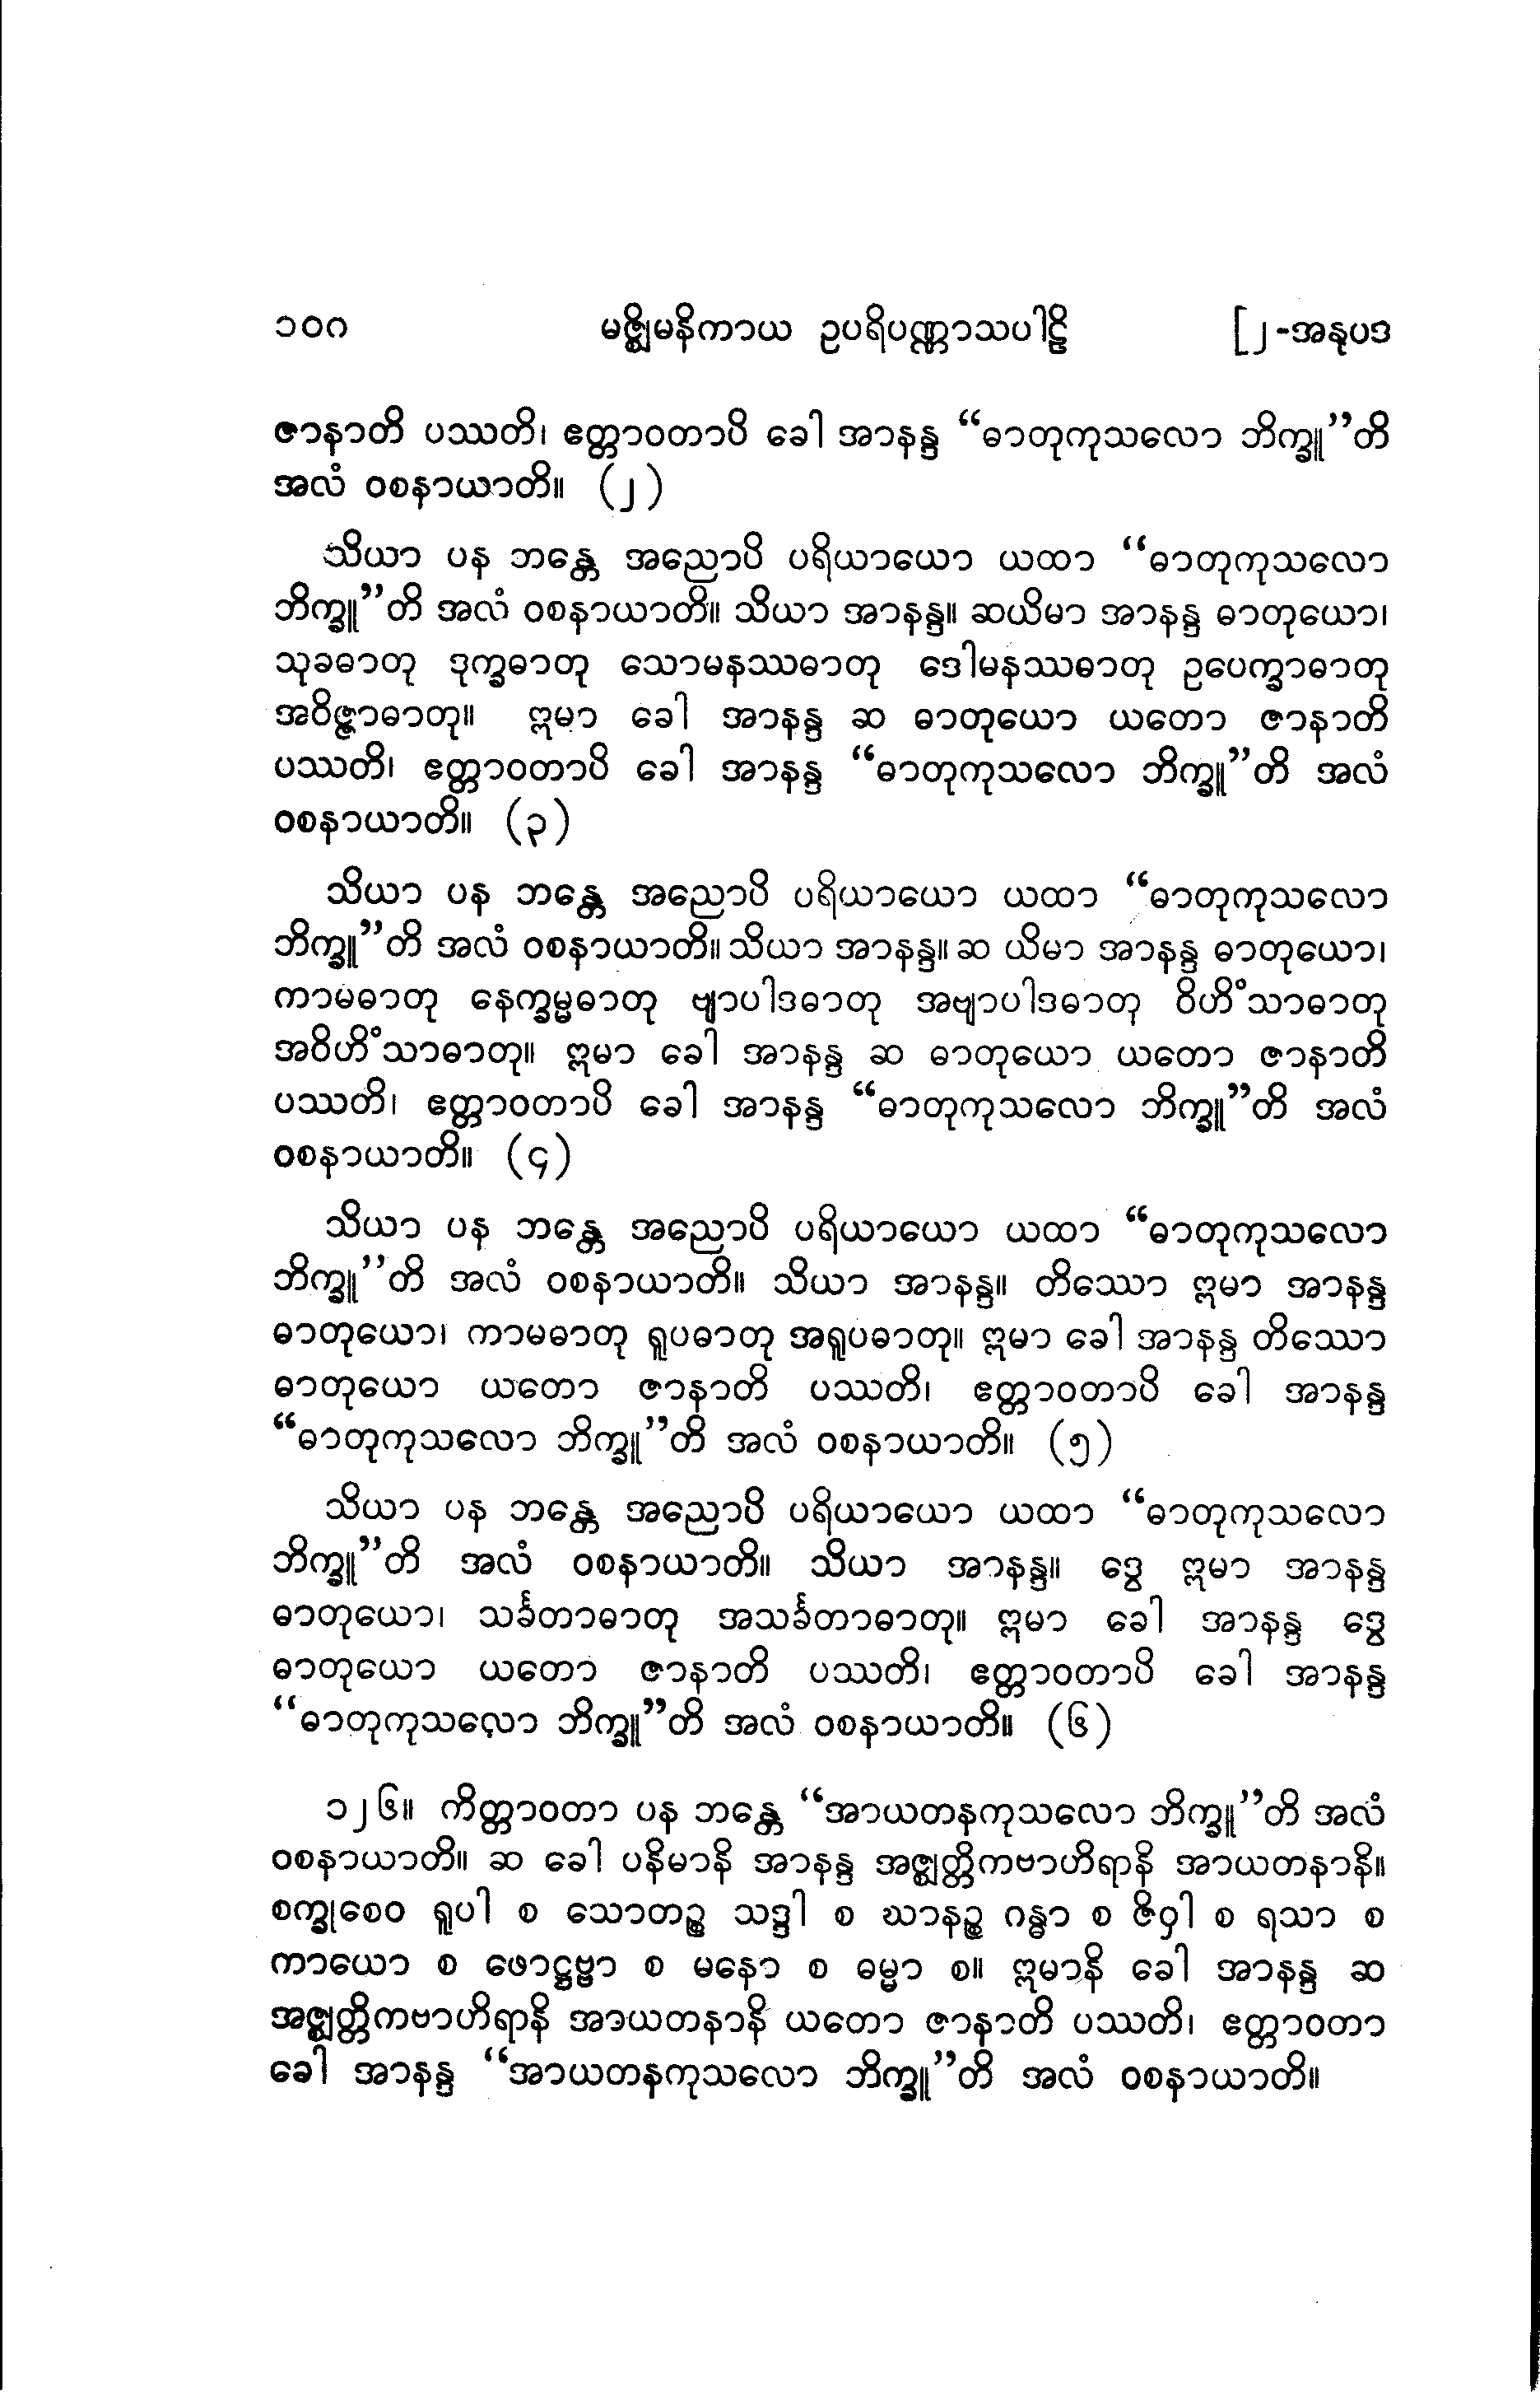 ၁၀ဂ မဇ္ဈိမနိကာယ ဥပရိပဏ္ဏာသပါဠိ [၂-အနုပဒ
ဇာနာတိ ပဿတိ၊ ဧတ္တာဝတာပိ ခေါ အာနန္ဒ “ဓာတုကုသလော ဘိက္ခူ”တိ
အလံ ဝစနာယာတိ။ (၂)
သိယာ ပန ဘန္တေ အညောပိ ပရိယာယော ယထာ “ဓာတုကုသလော
ဘိက္ခူ”တိ အလံ ဝစနာယာတိ။ သိယာ အာနန္ဒ။ ဆယိမာ အာနန္ဒ ဓာတုယော၊
သုခဓာတု ဒုက္ခဓာတု သောမနဿဓာတု ဒေါမနဿဓာတု ဥပေက္ခာဓာတု
အဝိဇ္ဇာဓာတု။ ဣမာ ခေါ အာနန္ဒ ဆ ဓာတုယော ယတော ဇာနာတိ
ပဿတိ၊ ဧတ္တာဝတာပိ ခေါ အာနန္ဒ “ဓာတုကုသလော ဘိက္ခူ”တိ အလံ
ဝစနာယာတိ။ (၃)
သိယာ ပန ဘန္တေ အညောပိ ပရိယာယော ယထာ “ဓာတုကုသလော
ဘိက္ခူ”တိ အလံ ဝစနာယာတိ။ သိယာ အာနန္ဒ။ ဆ ယိမာ အာနန္ဒ ဓာတုယော၊
ကာမဓာတု နေက္ခမ္မဓာတု ဗျာပါဒဓာတု အဗျာပါဒဓာတု ဝိဟိံသာဓာတု
အဝိဟိံသာဓာတု။ ဣမာ ခေါ အာနန္ဒ ဆ ဓာတုယော ယတော ဇာနာတိ
ပဿတိ၊ ဧတ္တာဝတာပိ ခေါ အာနန္ဒ “ဓာတုကုသလော ဘိက္ခူ”တိ အလံ
ဝစနာယာတိ။ (၄)
သိယာ ပန ဘန္တေ အညောပိ ပရိယာယော ယထာ “ဓာတုကုသလော
ဘိက္ခူ”တိ အလံ ဝစနာယာတိ။ သိယာ အာနန္ဒ။ တိဿော ဣမာ အာနန္ဒ
ဓာတုယော၊ ကာမဓာတု ရူပဓာတု အရူပဓာတု။ ဣမာ ခေါ အာနန္ဒ တိဿော
ဓာတုယော ယတော ဇာနာတိ ပဿတိ၊ ဧတ္တာဝတာပိ ခေါ အာနန္ဒ
“ဓာတုကုသလော ဘိက္ခူ”တိ အလံ ဝစနာယာတိ။ (၅)
သိယာ ပန ဘန္တေ အညောပိ ပရိယာယော ယထာ “ဓာတုကုသလော
ဘိက္ခူ”တိ အလံ ဝစနာယာတိ။ သိယာ အာနန္ဒ။ ဒွေ ဣမာ အာနန္ဒ
ဓာတုယော၊ သင်္ခတာဓာတု အသင်္ခတာဓာတု။ ဣမာ ခေါ အာနန္ဒ ဒွေ
ဓာတုယော ယတော ဇာနာတိ ပဿတိ၊ ဧတ္တာဝတာပိ ခေါ အာနန္ဒ
“ဓာတုကုသလော ဘိက္ခူ”တိ အလံ ဝစနာယာတိ။ (၆)
၁၂၆။ ကိတ္တာဝတာ ပန ဘန္တေ “အာယတနကုသလော ဘိက္ခူ”တိ အလံ
ဝစနာယာတိ။ ဆ ခေါ ပနိမာနိ အာနန္ဒ အဇ္ဈတ္တိကဗာဟိရာနိ အာယတနာနိ။
စက္ခုစေဝ ရူပါ စ သောတဉ္စ သဒ္ဒါ စ ဃာနဉ္စ ဂန္ဓာ စ ဇိဝှါ စ ရသာ စ
ကာယော စ ဖောဋ္ဌဗ္ဗာ စ မနော စ ဓမ္မာ စ။ ဣမာနိ ခေါ အာနန္ဒ ဆ
အဇ္ဈတ္တိကဗာဟိရာနိ အာယတနာနိ ယတော ဇာနာတိ ပဿတိ၊ ဧတ္တာဝတာ
ခေါ အာနန္ဒ “အာယတနကုသလော ဘိက္ခူ”တိ အလံ ဝစနာယာတိ။